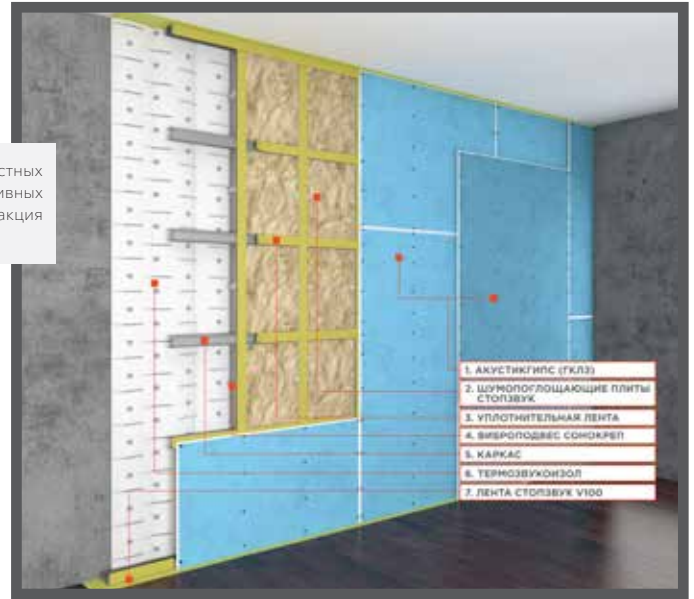 стных
ивных
акция
1. АКУСТИКГИПС (ГКЛЗ)
2. ШУМОПОГЛОЩАЮЩИЕ ПЛИТЫ
СТОПЗВУК
3. УПЛОТНИТЕЛЬНАЯ ЛЕНТА
4. ВИБРОПОДВЕС СОНОКРЕП
5. КАРКАС
6. ТЕРМОЗВУКОИЗОЛ
7. ЛЕНТА СТОПЗВУК V100